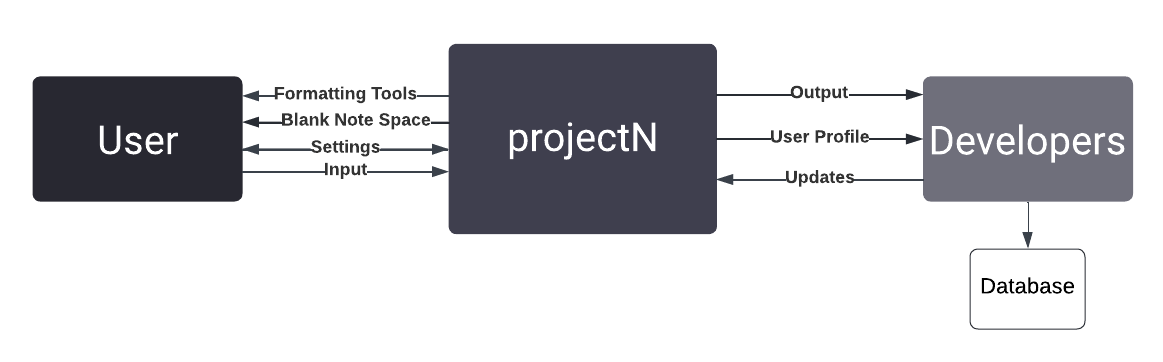 User
Formatting Tools
Blank Note Space
Settings
Input
projectN
Output
User Profile
Updates
Developers
Database